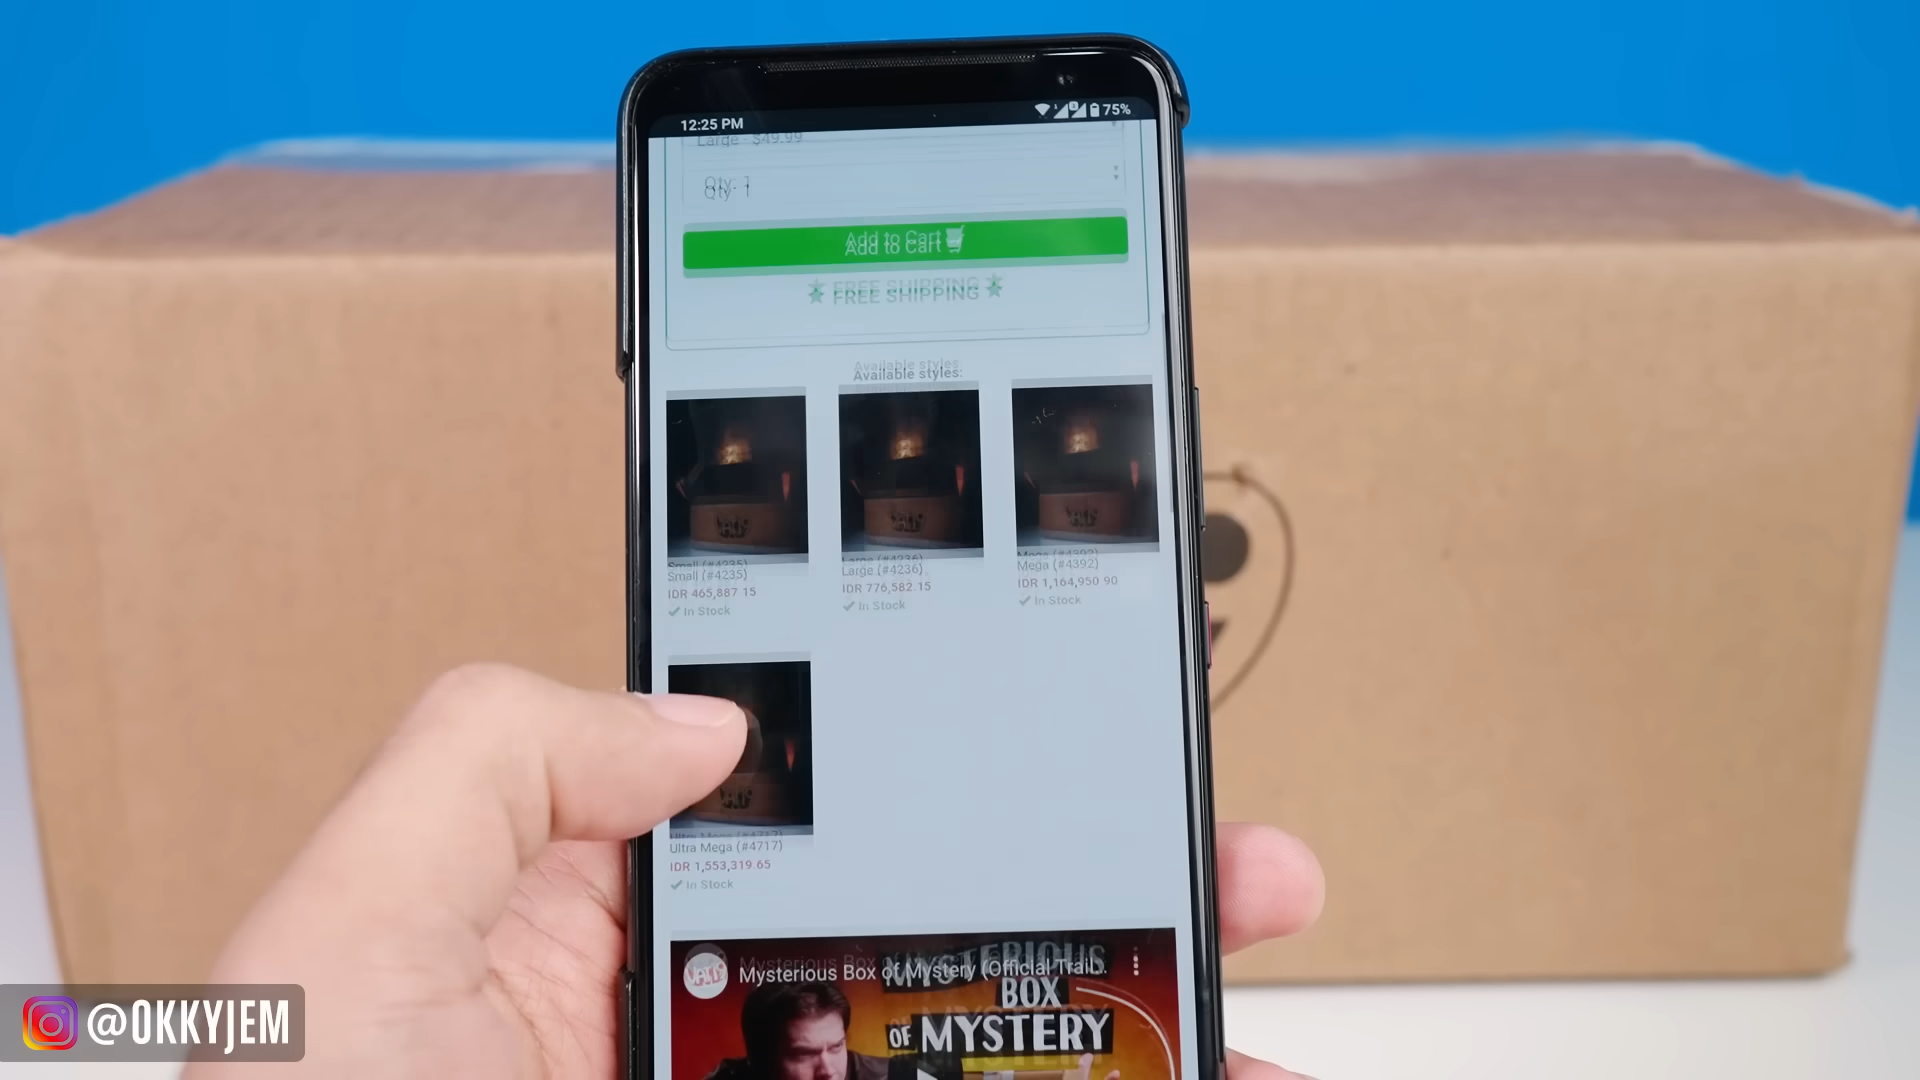 12:25 PM
75%
Large - $49.99
Qty: 1
Add to Cart
FREE SHIPPING
Available styles:
Small (#4235)
IDR 465,887.15
In Stock
Large (#4236)
IDR 776,582.15
In Stock
Mega (#4392)
IDR 1,164,950.90
In Stock
Ultra Mega (#4717)
IDR 1,553,319.65
In Stock
Mysterious Box of Mystery (Official Trail..
MYSTERIOUS
BOX
OF MYSTERY
@OKKYJEM